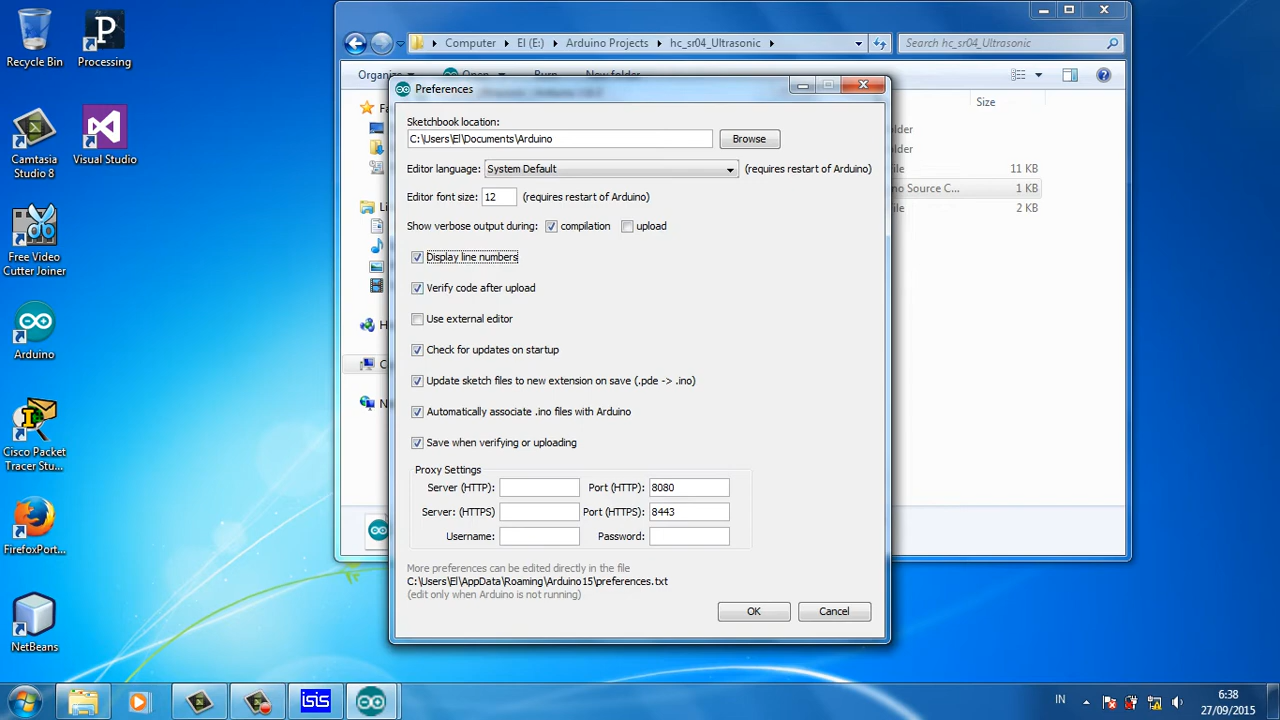 Recycle Bin
Processing
Camtasia
Studio 8
Visual Studio
Free Video
Cutter Joiner
Arduino
Cisco Packet
Tracer Stu...
FirefoxPort...
NetBeans
Computer
El (E:)
Arduino Projects
hc_sr04_Ultrasonic
Search hc_sr04_Ultrasonic
Organize
Open
Burn
New folder
Size
Preferences
Sketchbook location:
C:\Users\El\Documents\Arduino
Browse
Editor language:
System Default
(requires restart of Arduino)
Editor font size:
12
(requires restart of Arduino)
Show verbose output during:
compilation
upload
Display line numbers
Verify code after upload
Use external editor
Check for updates on startup
Update sketch files to new extension on save (.pde -> .ino)
Automatically associate .ino files with Arduino
Save when verifying or uploading
Proxy Settings
Server (HTTP):
Port (HTTP):
8080
Server: (HTTPS)
Port (HTTPS):
8443
Username:
Password:
More preferences can be edited directly in the file
C:\Users\El\AppData\Roaming\Arduino15\preferences.txt
(edit only when Arduino is not running)
OK
Cancel
11 KB
1 KB
2 KB
isis
IN
6:38
27/09/2015